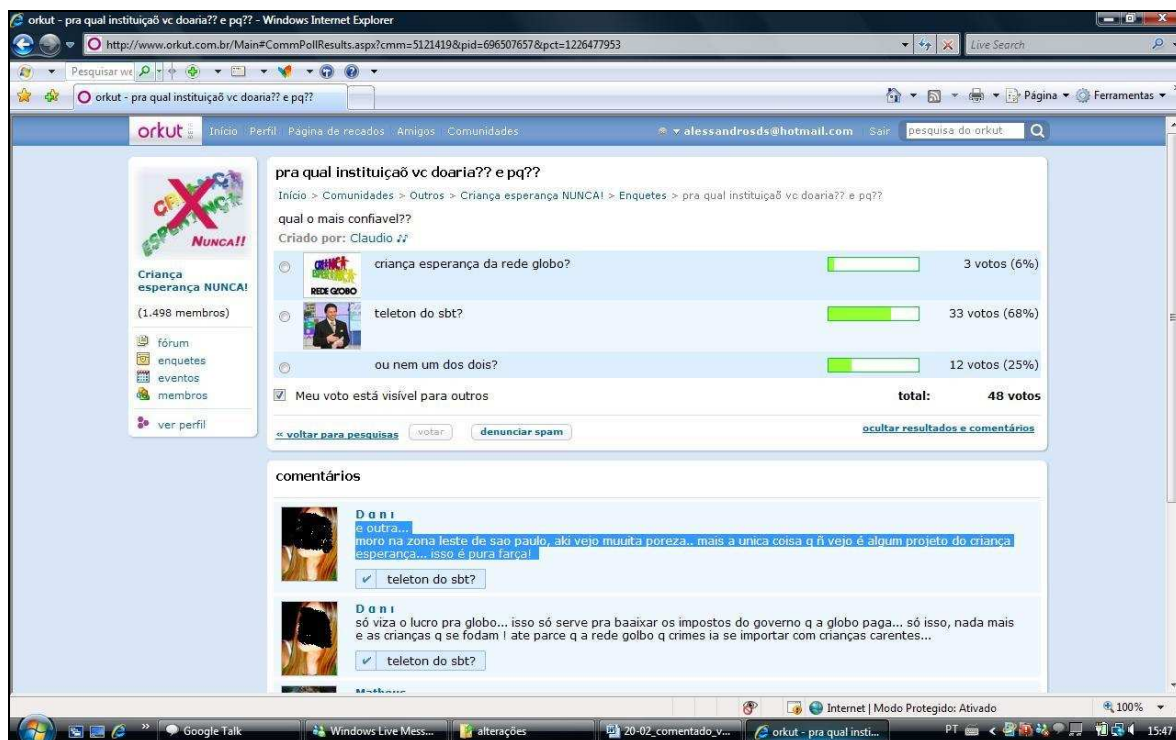 orkut - pra qual instituiçaõ vc doaria?? e pq?? - Windows Internet Explorer
http://www.orkut.com.br/Main#CommPollResults.aspx?cmm=5121419&pid=696507657&pct=1226477953
Live Search
Pesquisar we
orkut - pra qual instituiçaõ vc doaria?? e pq??
Página
Ferramentas
orkut
Início Perfil Página de recados Amigos Comunidades
alessandrosds@hotmail.com Sair
pesquisa do orkut
CRIANÇA
ESPERANÇA
NUNCA!!
Criança
esperança NUNCA!
(1.498 membros)
fórum
enquetes
eventos
membros
ver perfil
pra qual instituiçaõ vc doaria?? e pq??
Início > Comunidades > Outros > Criança esperança NUNCA! > Enquetes > pra qual instituiçaõ vc doaria?? e pq??
qual o mais confiavel??
Criado por: Claudio ♪♪
CRIANÇA
ESPERANÇA
REDE GLOBO
criança esperança da rede globo? 3 votos (6%)
teleton do sbt? 33 votos (68%)
ou nem um dos dois? 12 votos (25%)
Meu voto está visível para outros total: 48 votos
« voltar para pesquisas votar denunciar spam ocultar resultados e comentários
comentários
D a n i
e outra...
moro na zona leste de sao paulo, aki vejo muuita poreza.. mais a unica coisa q ñ vejo é algum projeto do criança
esperança... isso é pura farça!
teleton do sbt?
D a n i
só viza o lucro pra globo... isso só serve pra baaixar os impostos do governo q a globo paga... só isso, nada mais
e as crianças q se fodam ! ate parce q a rede golbo q crimes ia se importar com crianças carentes...
teleton do sbt?
Matheus
Internet | Modo Protegido: Ativado 100%
Google Talk
Windows Live Mess...
alterações
20-02_comentado_v...
orkut - pra qual insti...
PT
15:47